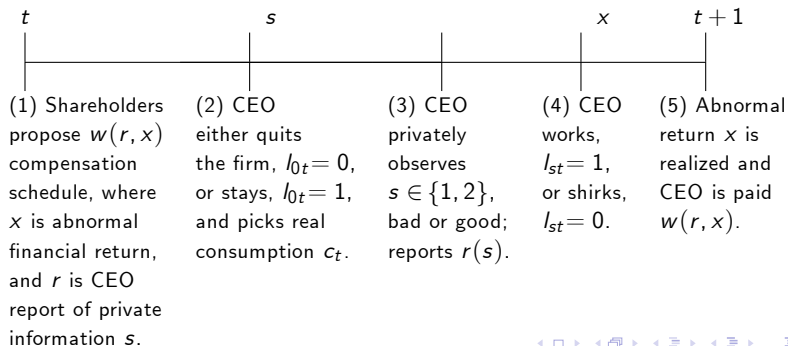 t s x t + 1
(1) Shareholders
propose w(r, x)
compensation
schedule, where
x is abnormal
financial return,
and r is CEO
report of private
information s.
(2) CEO
either quits
the firm, l₀ₜ = 0,
or stays, l₀ₜ = 1,
and picks real
consumption cₜ.
(3) CEO
privately
observes
s ∈ {1, 2},
bad or good;
reports r(s).
(4) CEO
works,
lₛₜ = 1,
or shirks,
lₛₜ = 0.
(5) Abnormal
return x is
realized and
CEO is paid
w(r, x).